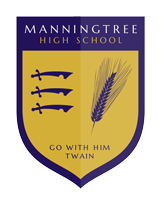 MANNINGTREE
HIGH SCHOOL
GO WITH HIM
TWAIN